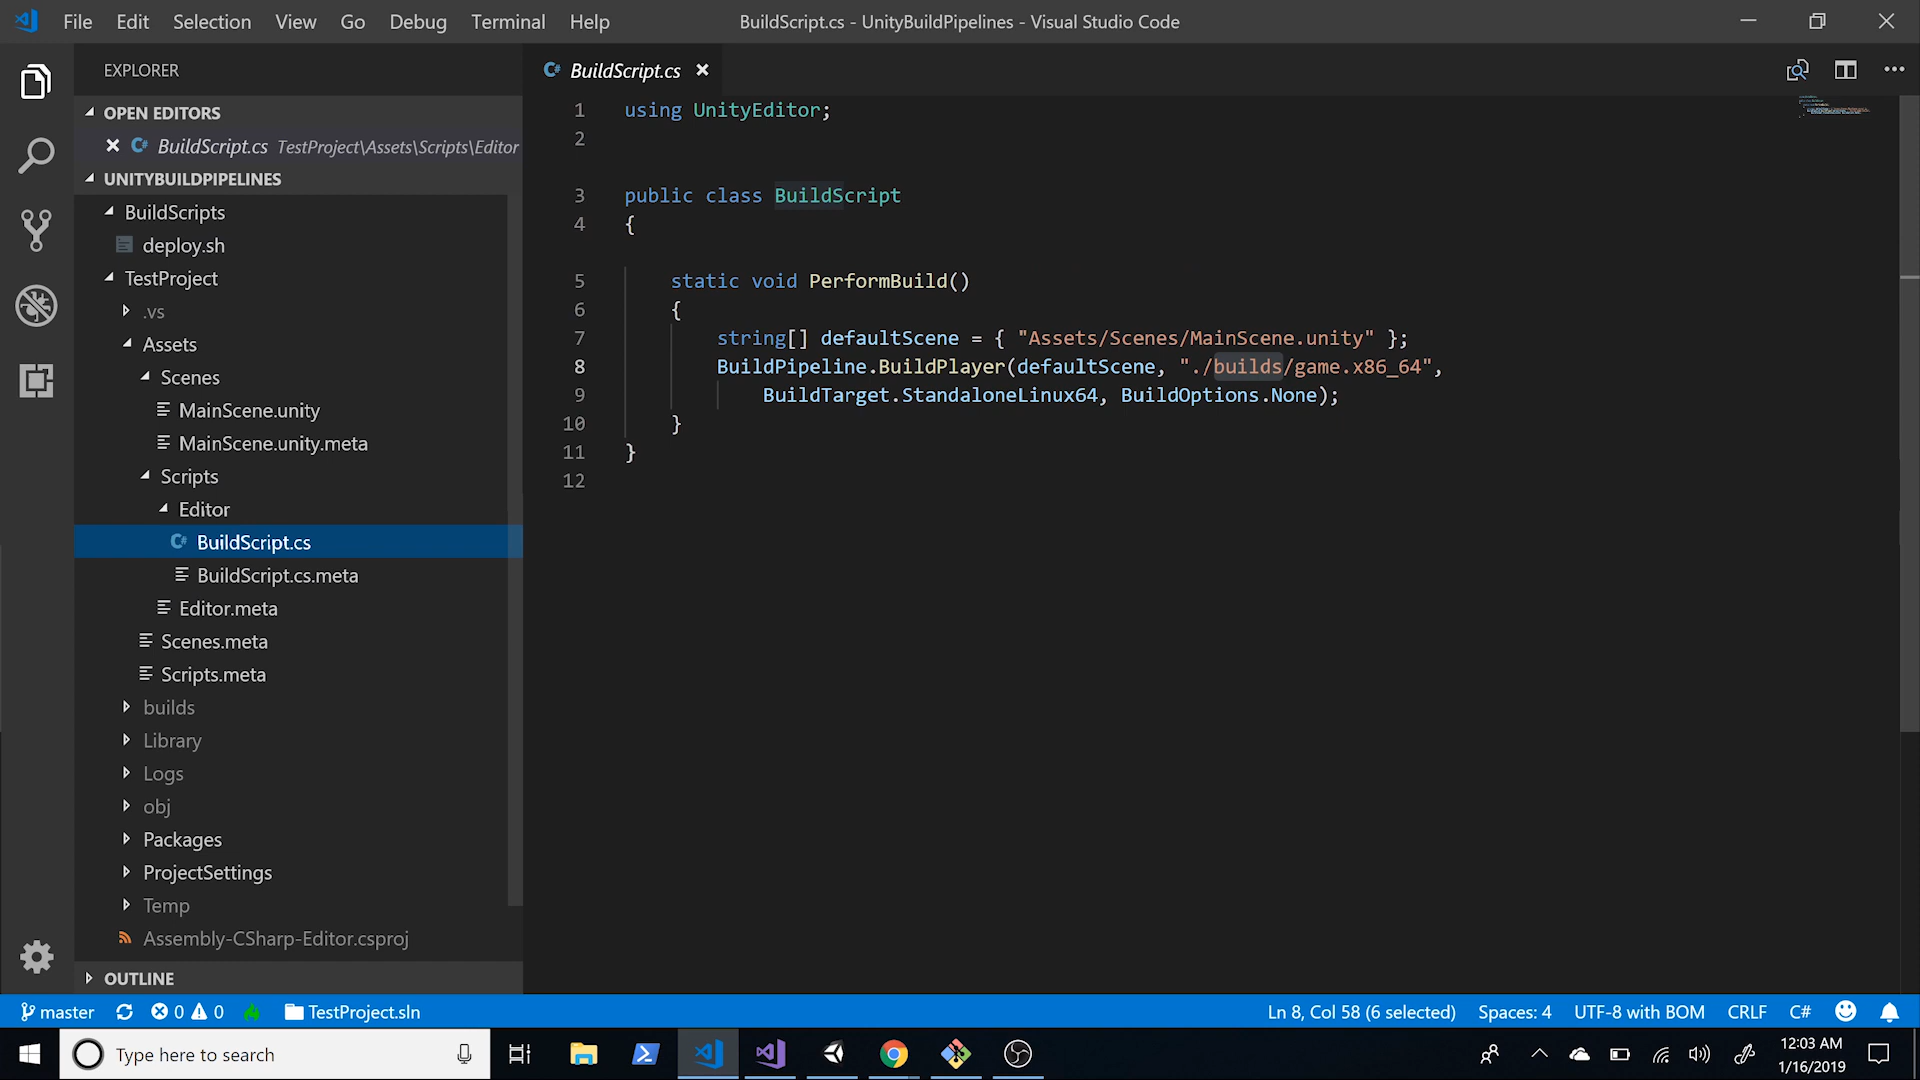 File Edit Selection View Go Debug Terminal Help BuildScript.cs - UnityBuildPipelines - Visual Studio Code
EXPLORER
OPEN EDITORS
BuildScript.cs TestProject\Assets\Scripts\Editor
UNITYBUILDPIPELINES
BuildScripts
deploy.sh
TestProject
.vs
Assets
Scenes
MainScene.unity
MainScene.unity.meta
Scripts
Editor
C# BuildScript.cs
BuildScript.cs.meta
Editor.meta
Scenes.meta
Scripts.meta
builds
Library
Logs
obj
Packages
ProjectSettings
Temp
Assembly-CSharp-Editor.csproj
OUTLINE
BuildScript.cs
1 using UnityEditor;
2
3 public class BuildScript
4 {
5 static void PerformBuild()
6 {
7 string[] defaultScene = { "Assets/Scenes/MainScene.unity" };
8 BuildPipeline.BuildPlayer(defaultScene, "./builds/game.x86_64",
9 BuildTarget.StandaloneLinux64, BuildOptions.None);
10 }
11 }
12
master 0 0 TestProject.sln Ln 8, Col 58 (6 selected) Spaces: 4 UTF-8 with BOM CRLF C#
Type here to search
12:03 AM
1/16/2019